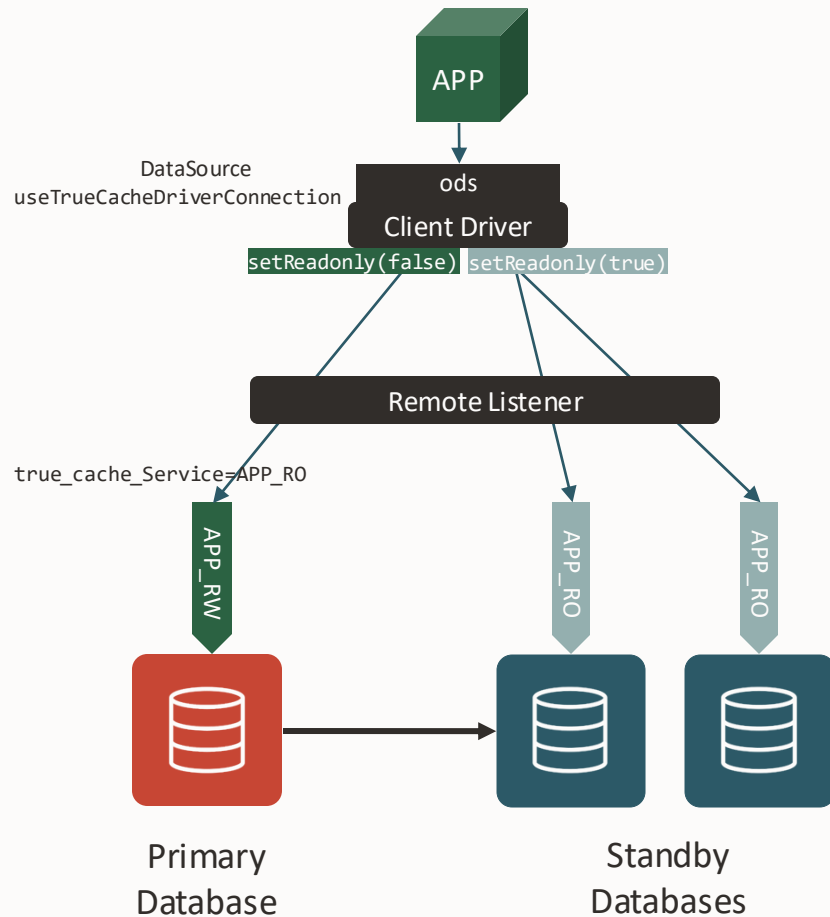 APP
DataSource
useTrueCacheDriverConnection
ods
Client Driver
setReadonly(false)
setReadonly(true)
Remote Listener
true_cache_Service=APP_RO
APP_RW
APP_RO
APP_RO
Primary
Database
Standby
Databases